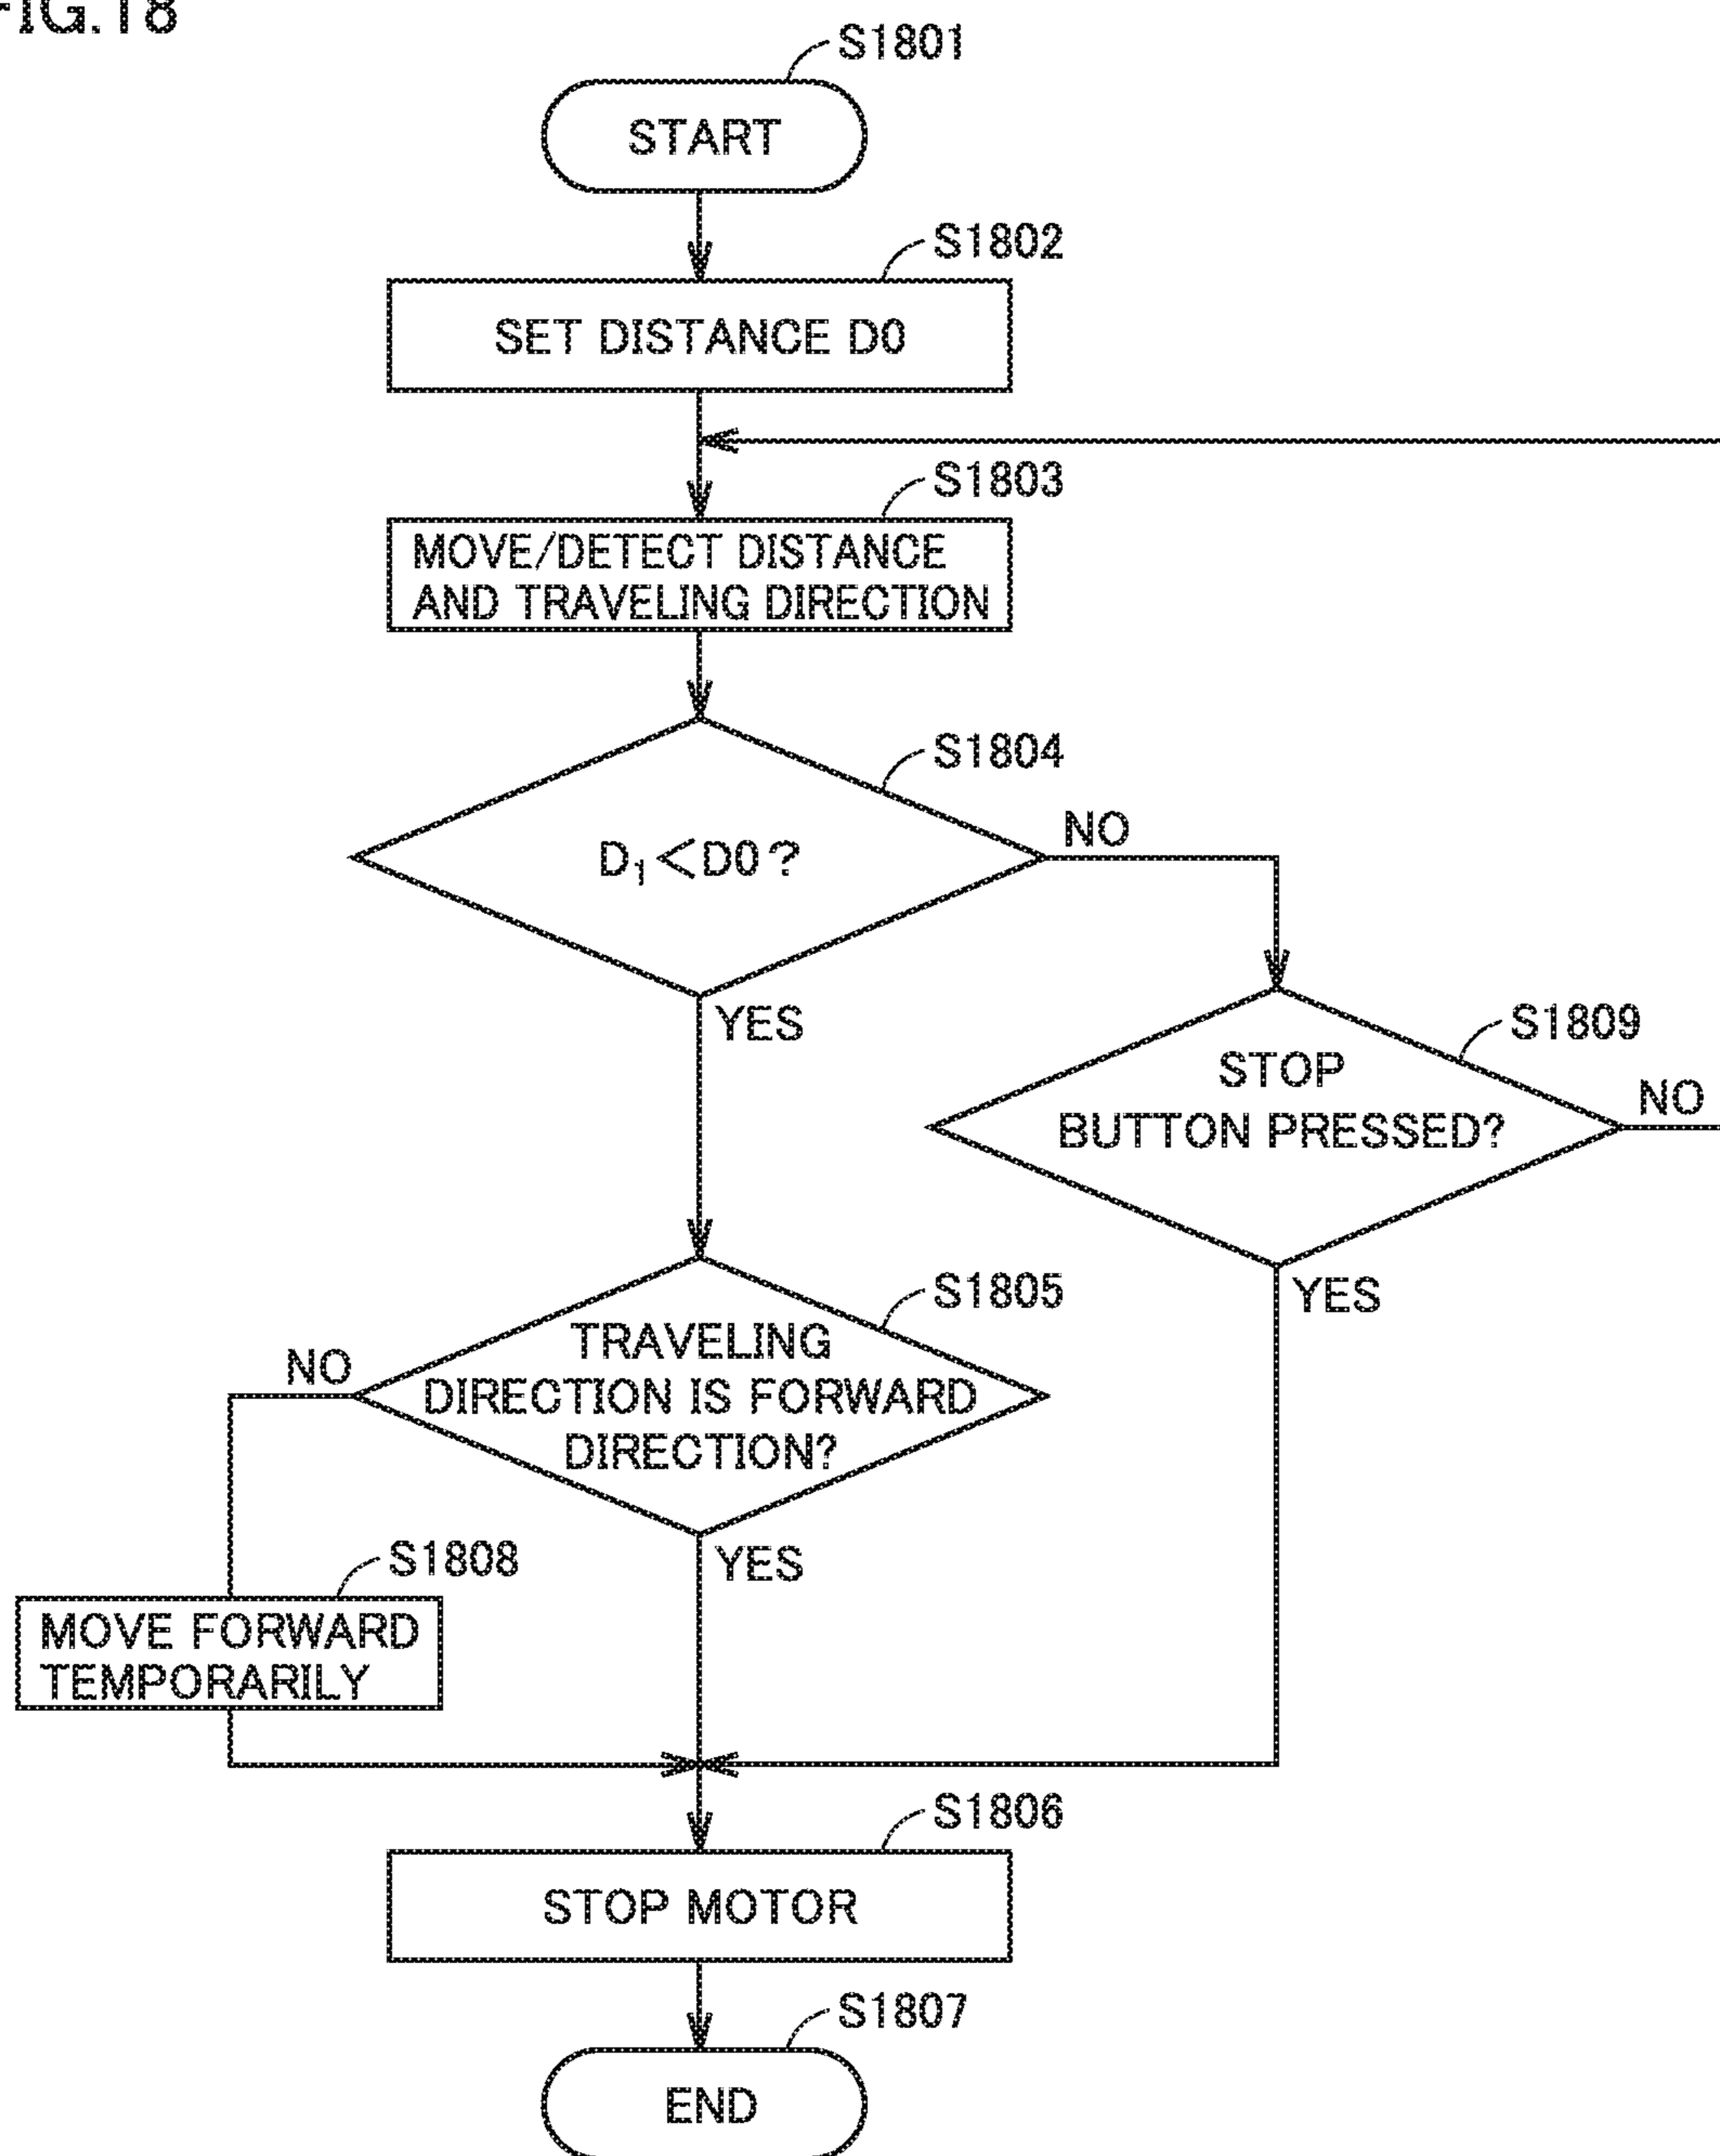 FIG.18
S1801
START
S1802
SET DISTANCE D0
S1803
MOVE/DETECT DISTANCE
AND TRAVELING DIRECTION
S1804
D₁<D0?
NO
YES
S1809
STOP
BUTTON PRESSED?
NO
YES
S1805
TRAVELING
DIRECTION IS FORWARD
DIRECTION?
NO
YES
S1808
MOVE FORWARD
TEMPORARILY
S1806
STOP MOTOR
S1807
END